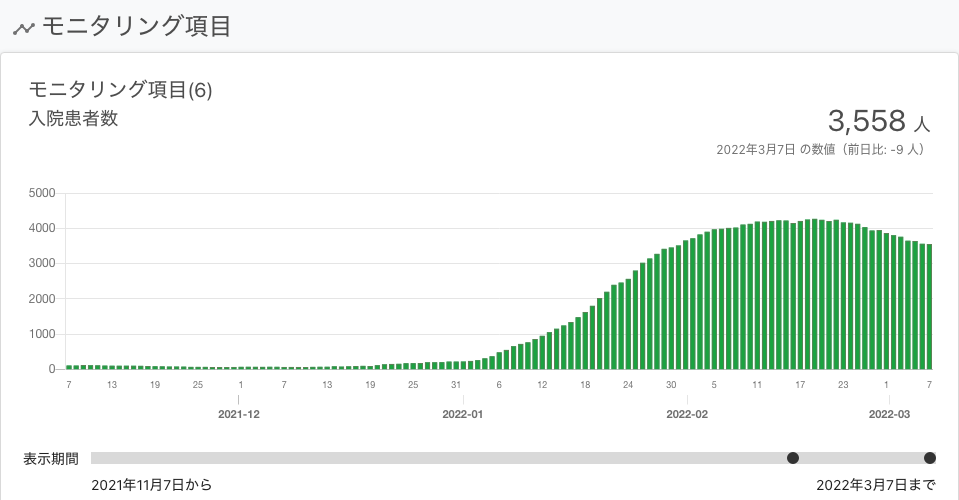 モニタリング項目
モニタリング項目(6)
入院患者数
3,558 人
2022年3月7日 の数値（前日比: -9 人）
5000
4000
3000
2000
1000
0
7 13 19 25 1 7 13 19 25 31 6 12 18 24 30 5 11 17 23 1 7
2021-12 2022-01 2022-02 2022-03
表示期間
2021年11月7日から 2022年3月7日まで